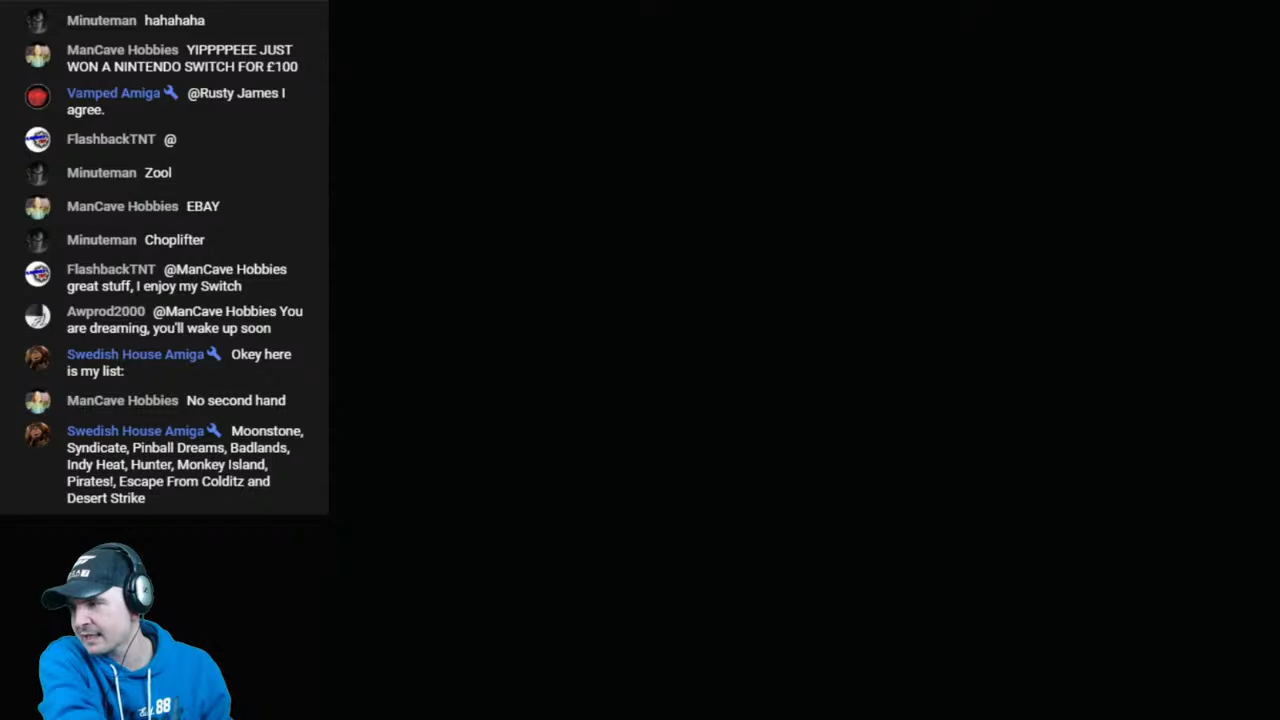 Minuteman hahahaha
ManCave Hobbies YIPPPPEEE JUST
WON A NINTENDO SWITCH FOR £100
Vamped Amiga @Rusty James I
agree.
FlashbackTNT @
Minuteman Zool
ManCave Hobbies EBAY
Minuteman Choplifter
FlashbackTNT @ManCave Hobbies
great stuff, I enjoy my Switch
Awprod2000 @ManCave Hobbies You
are dreaming, you'll wake up soon
Swedish House Amiga Okey here
is my list:
ManCave Hobbies No second hand
Swedish House Amiga Moonstone,
Syndicate, Pinball Dreams, Badlands,
Indy Heat, Hunter, Monkey Island,
Pirates!, Escape From Colditz and
Desert Strike
Est. 88